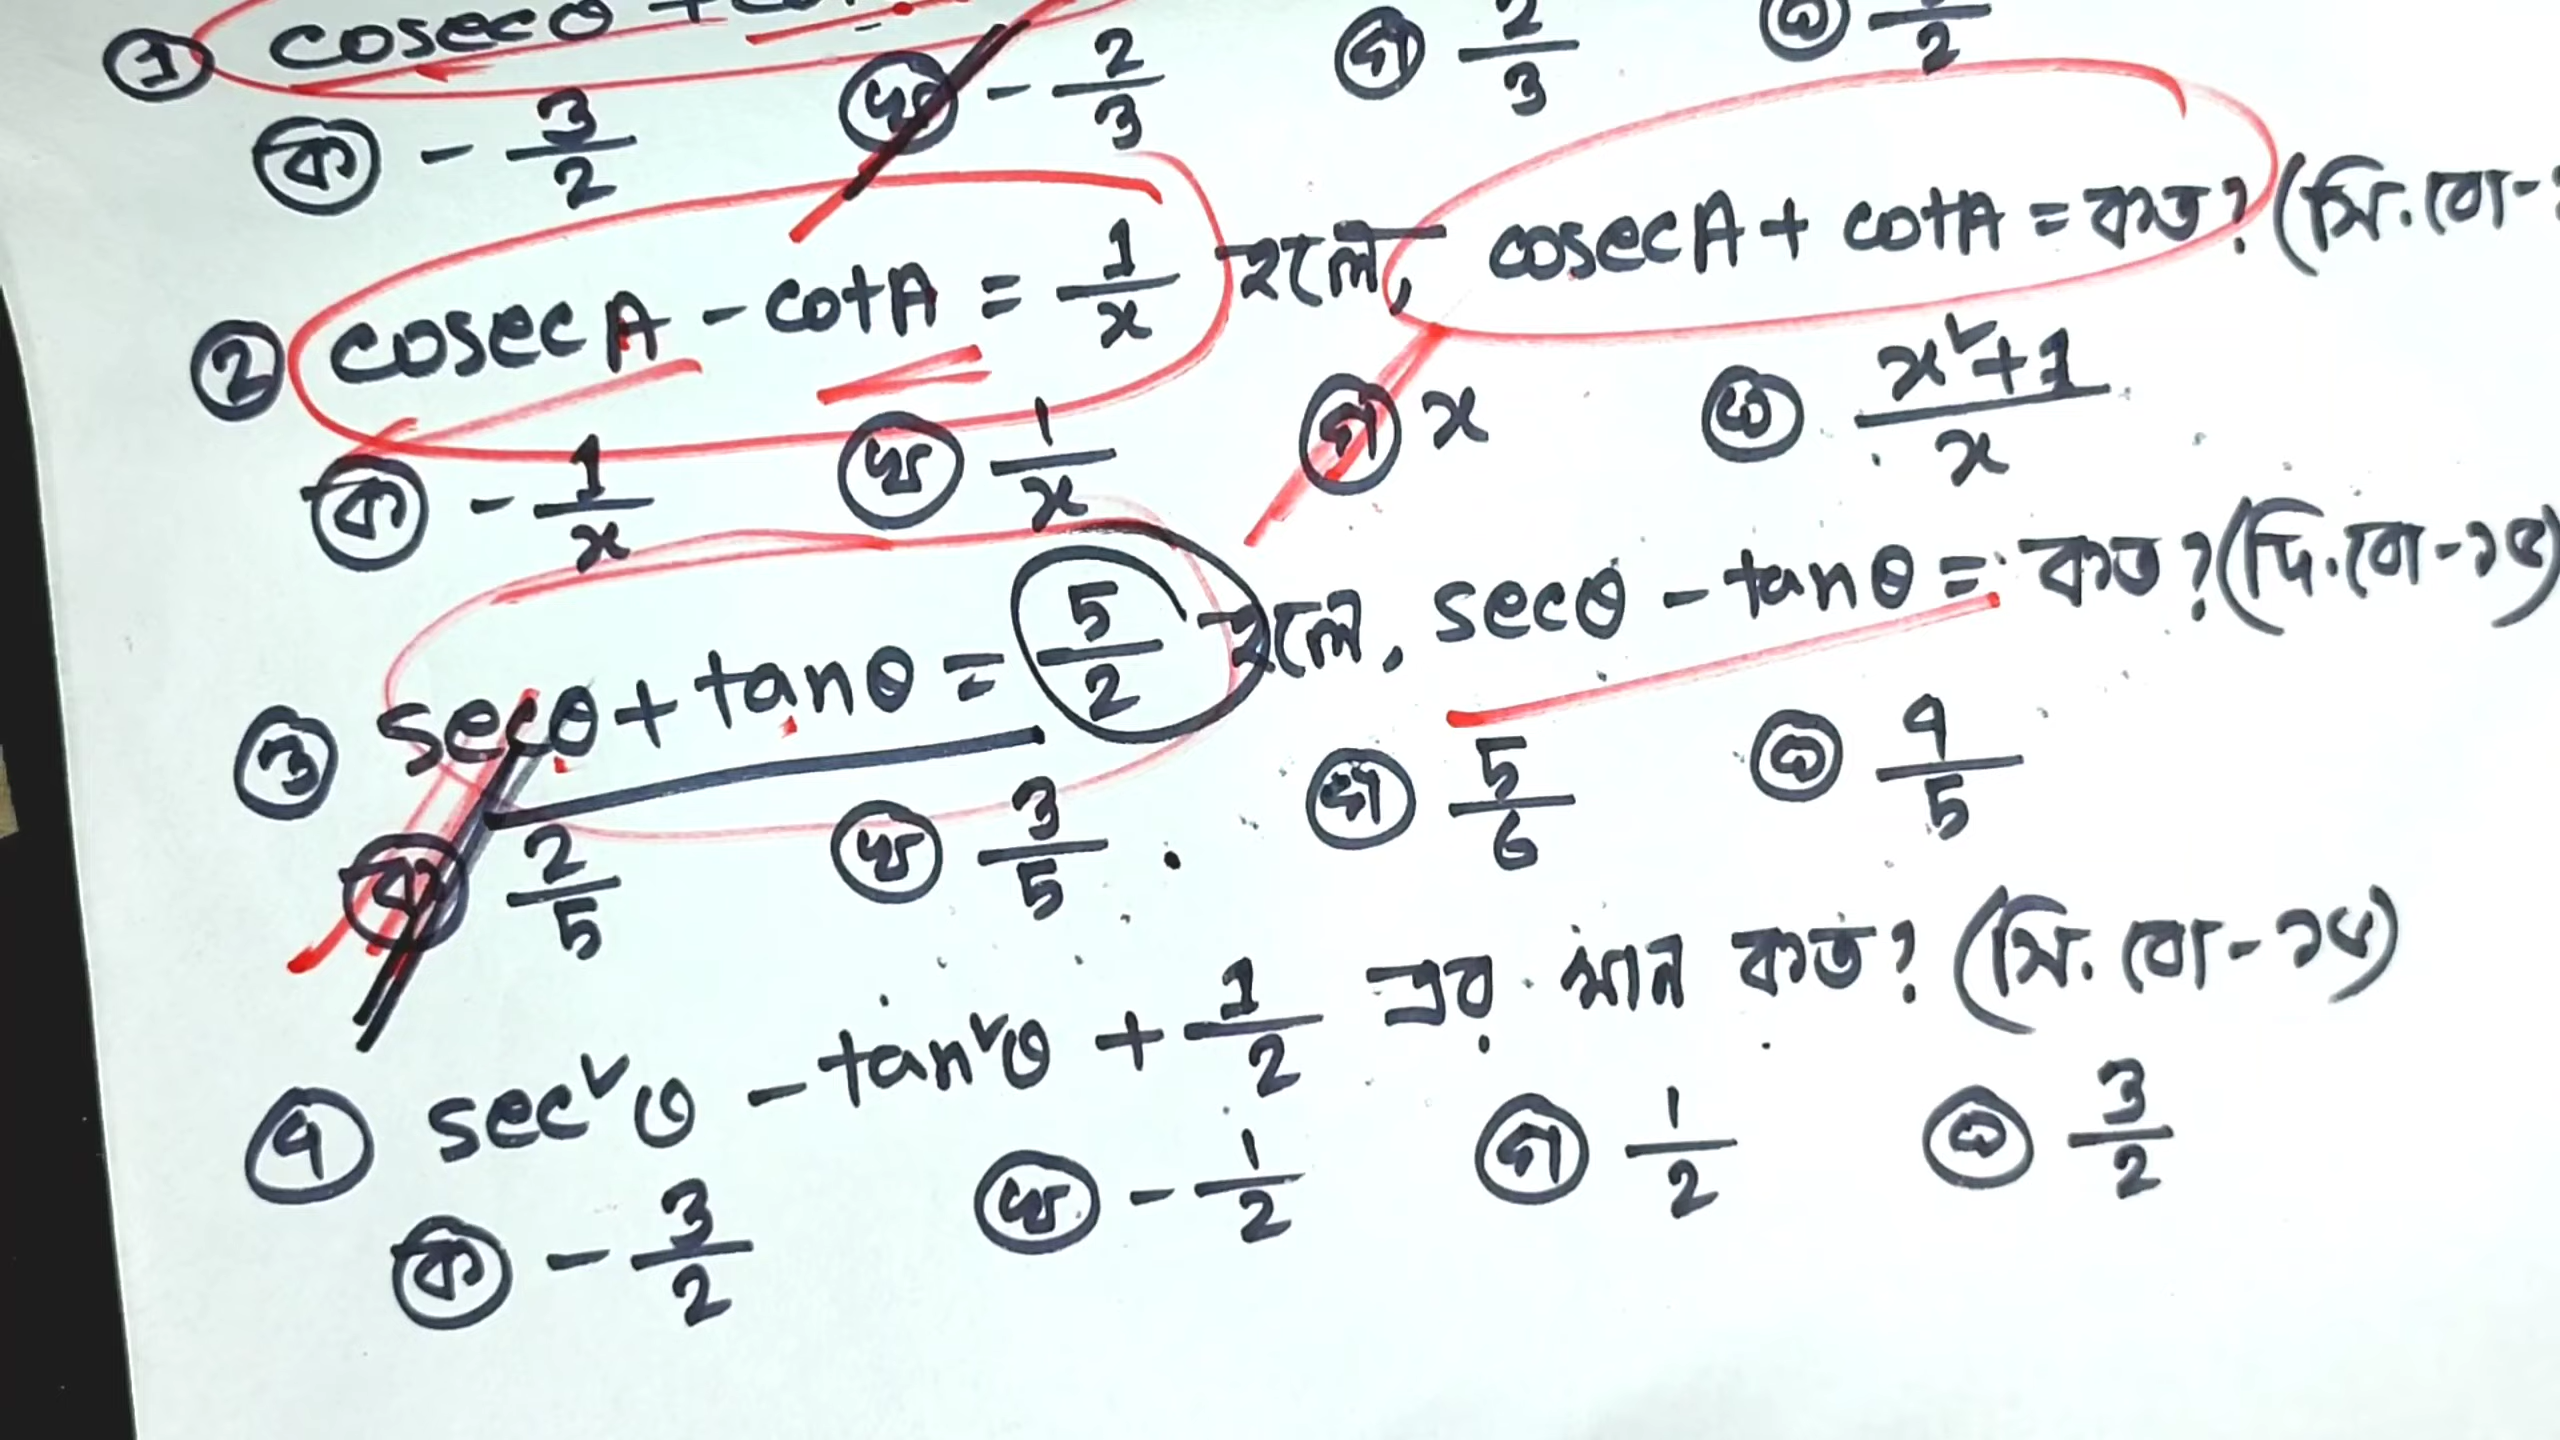 ① cosecθ +
ক - 3/2 খ - 2/3 গ 2/3 ঘ /2
② cosecA - cotA = 1/x হলে, cosecA + cotA = কত? (সি.বো-
ক - 1/x খ 1/x গ x ঘ x²+1/x
③ secθ + tanθ = 5/2 হলে, secθ - tanθ = কত? (দি.বো-১৫)
ক 2/5 খ 3/5 গ 5/6 ঘ 4/5
④ sec²θ - tan²θ + 1/2 এর মান কত? (সি.বো-১৬)
ক - 3/2 খ - 1/2 গ 1/2 ঘ 3/2